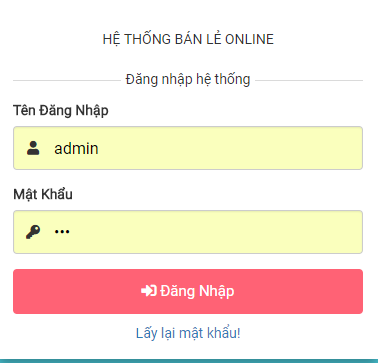 HỆ THỐNG BÁN LẺ ONLINE
Đăng nhập hệ thống
Tên Đăng Nhập
admin
Mật Khẩu
•••
Đăng Nhập
Lấy lại mật khẩu!